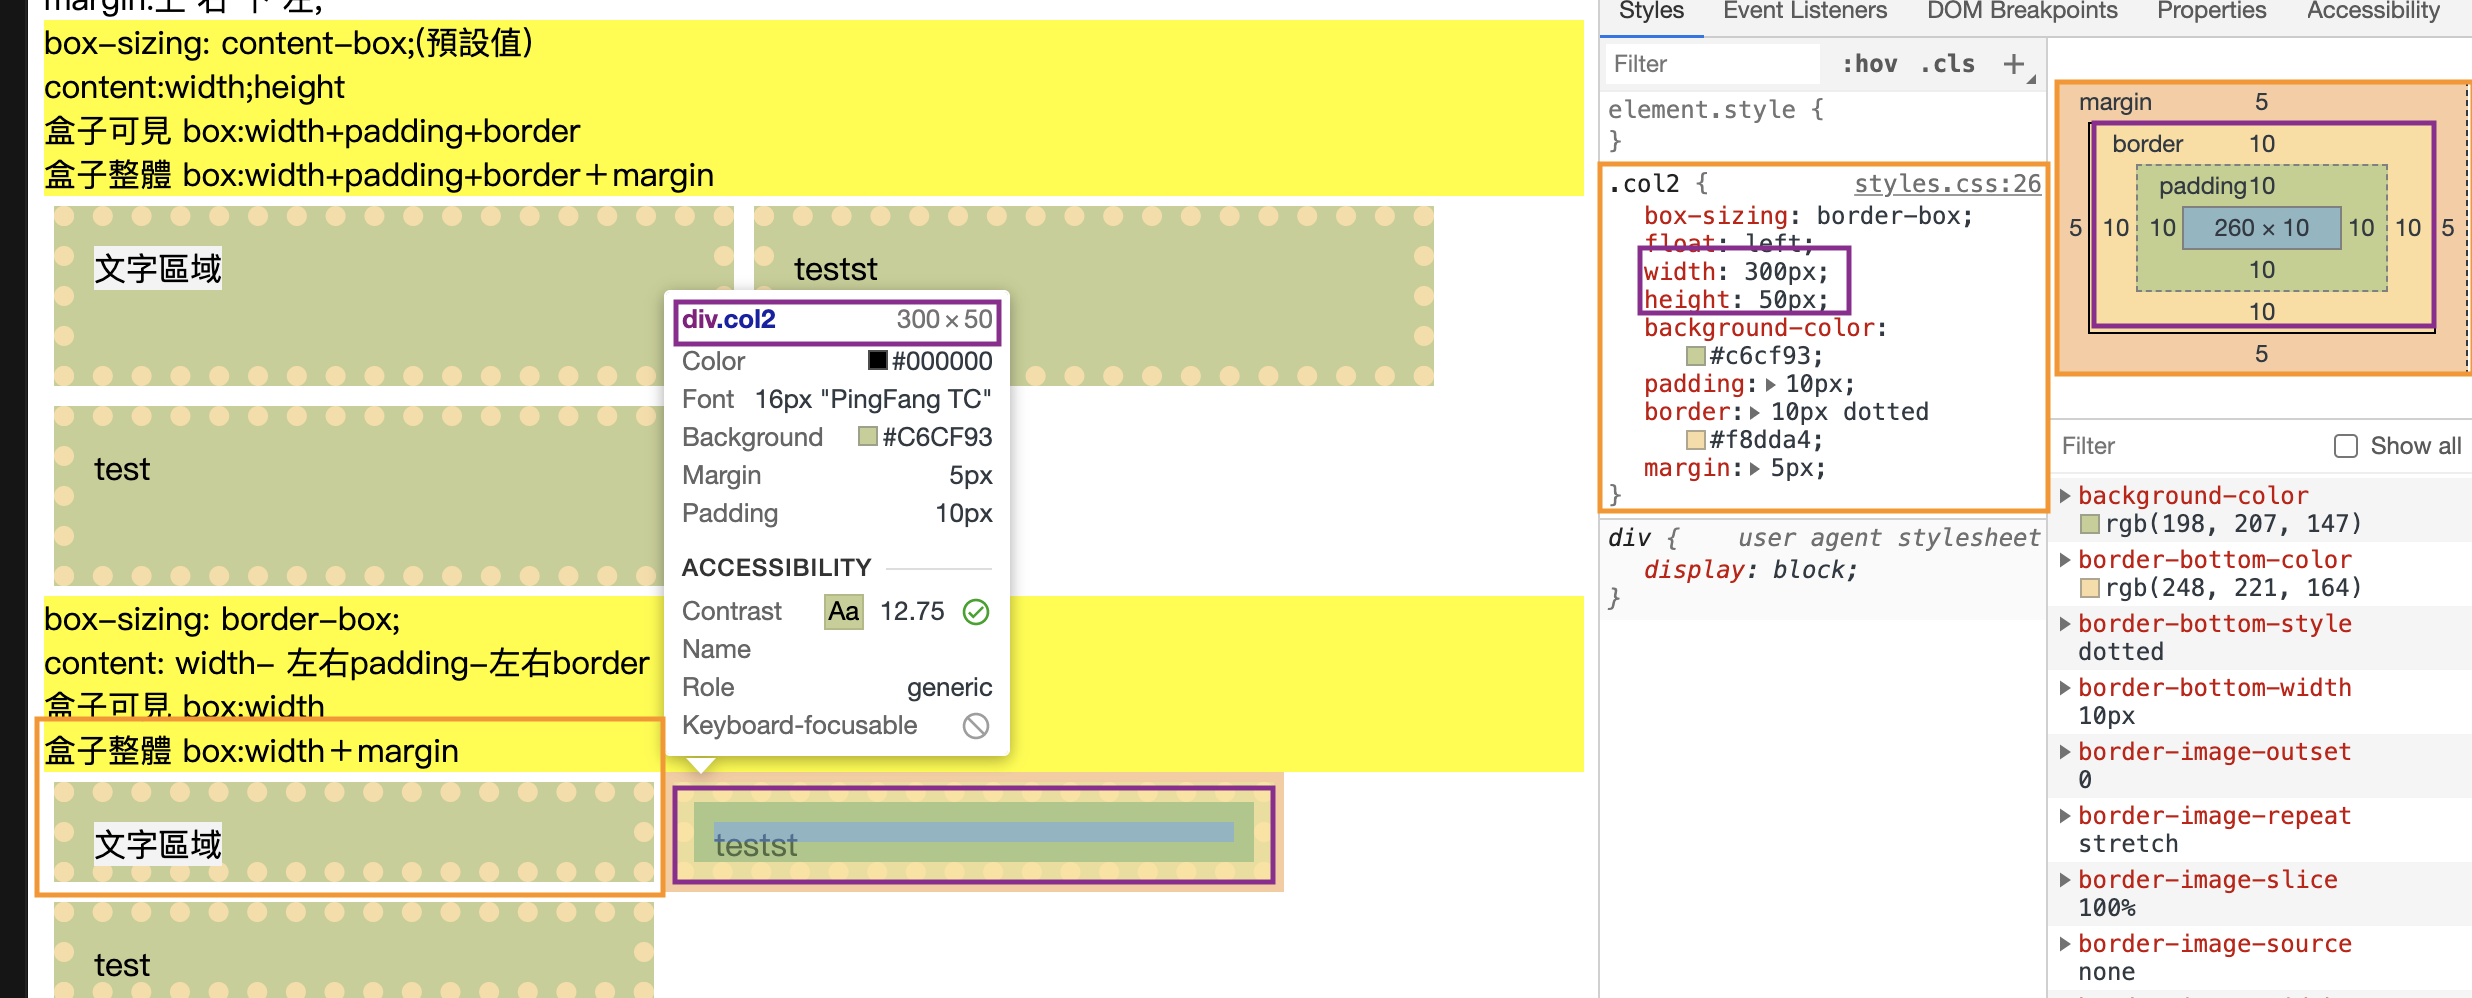 margin:上 右 下 左;
box-sizing: content-box;(預設值)
content:width;height
盒子可見 box:width+padding+border
盒子整體 box:width+padding+border＋margin
文字區域
testst
test
box-sizing: border-box;
content: width- 左右padding-左右border
盒子可見 box:width
盒子整體 box:width＋margin
文字區域
testst
test
div.col2 300 × 50
Color #000000
Font 16px "PingFang TC"
Background #C6CF93
Margin 5px
Padding 10px
ACCESSIBILITY
Contrast Aa 12.75
Name
Role generic
Keyboard-focusable
Styles Event Listeners DOM Breakpoints Properties Accessibility
Filter :hov .cls +
element.style {
}
.col2 { styles.css:26
box-sizing: border-box;
float: left;
width: 300px;
height: 50px;
background-color:
#c6cf93;
padding: 10px;
border: 10px dotted
#f8dda4;
margin: 5px;
}
div { user agent stylesheet
display: block;
}
margin 5
border 10
padding 10
5 10 10 260 × 10 10 10 5
10
10
5
Filter Show all
background-color
rgb(198, 207, 147)
border-bottom-color
rgb(248, 221, 164)
border-bottom-style
dotted
border-bottom-width
10px
border-image-outset
0
border-image-repeat
stretch
border-image-slice
100%
border-image-source
none